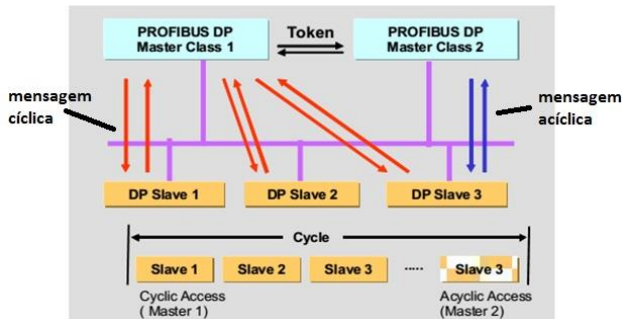 PROFIBUS DP
Master Class 1
Token
PROFIBUS DP
Master Class 2
mensagem
cíclica
mensagem
acíclica
DP Slave 1
DP Slave 2
DP Slave 3
Cycle
Slave 1
Slave 2
Slave 3
.....
Slave 3
Cyclic Access
( Master 1)
Acyclic Access
(Master 2)